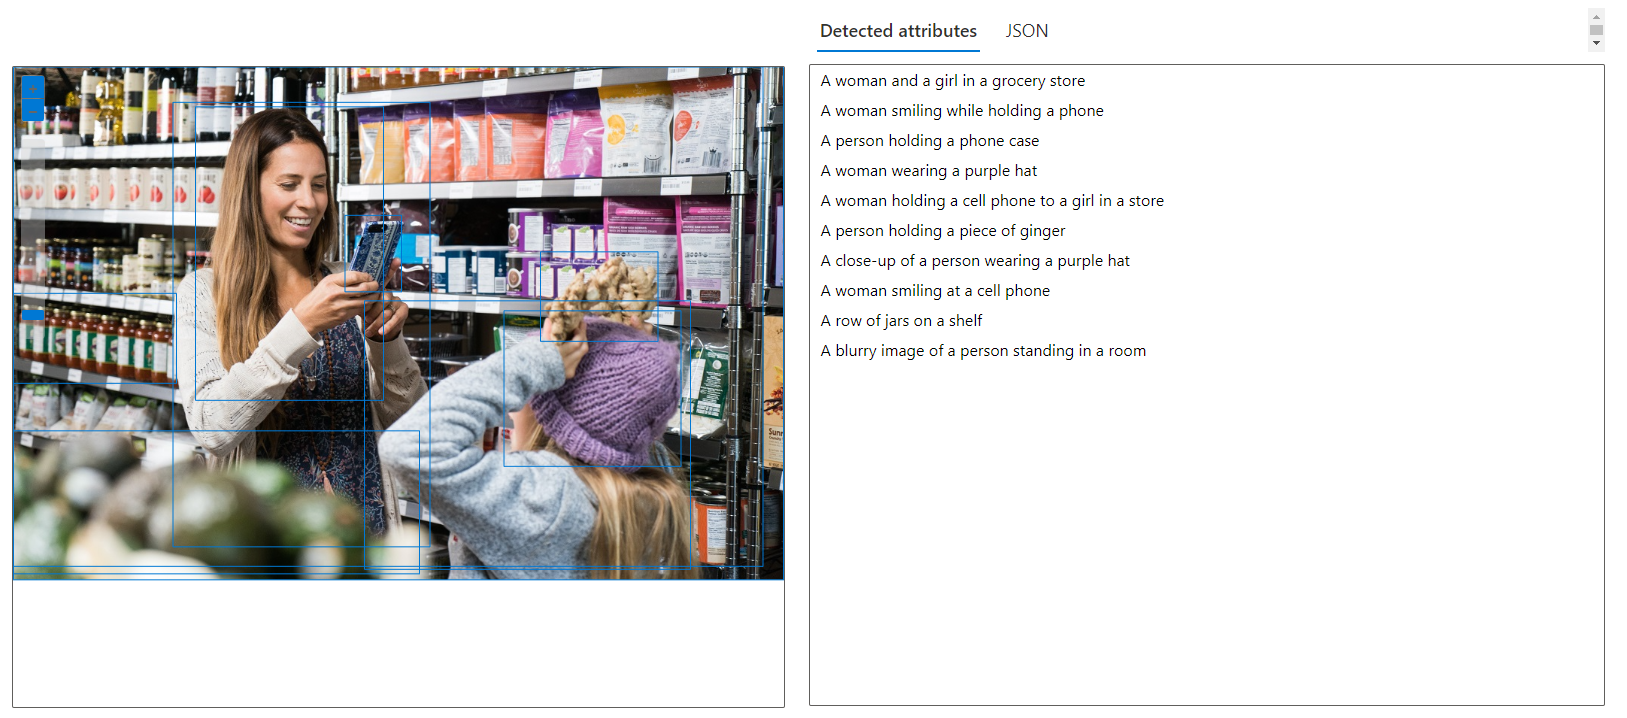 Detected attributes
JSON
A woman and a girl in a grocery store
A woman smiling while holding a phone
A person holding a phone case
A woman wearing a purple hat
A woman holding a cell phone to a girl in a store
A person holding a piece of ginger
A close-up of a person wearing a purple hat
A woman smiling at a cell phone
A row of jars on a shelf
A blurry image of a person standing in a room